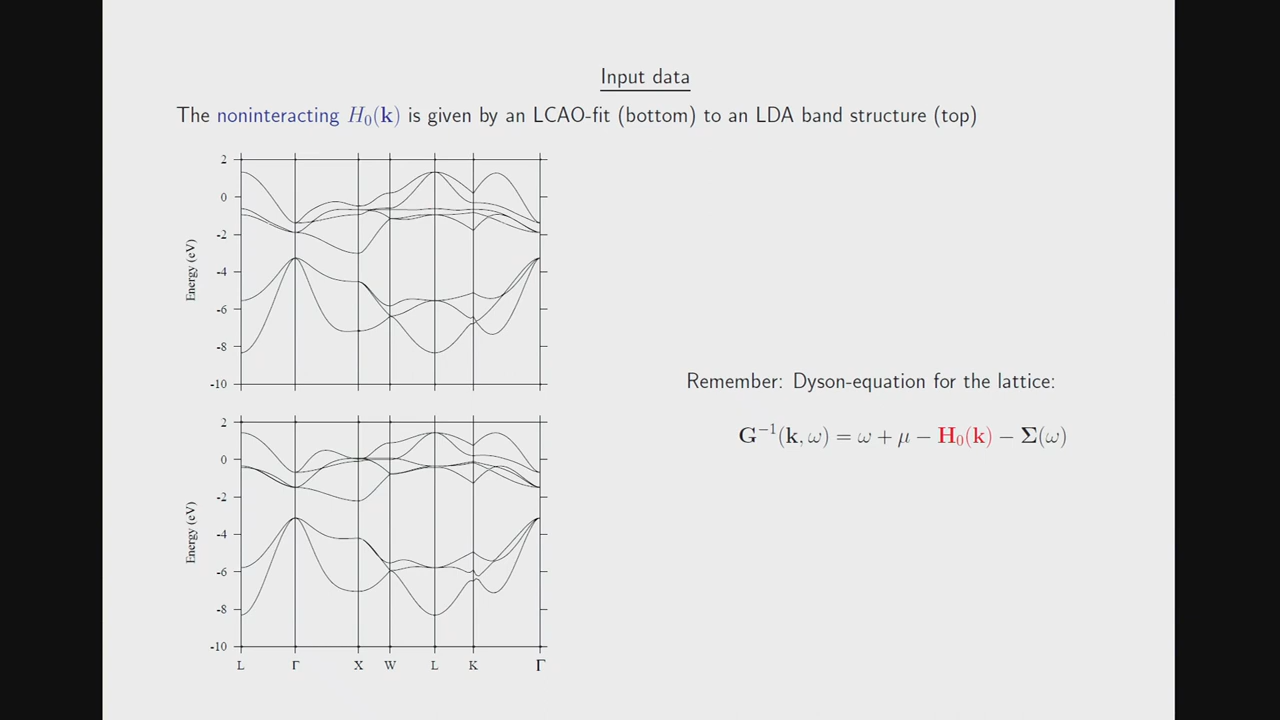 Input data
The noninteracting H₀(k) is given by an LCAO-fit (bottom) to an LDA band structure (top)
2
0
-2
-4
-6
-8
-10
Energy (eV)
Remember: Dyson-equation for the lattice:
G⁻¹(k, ω) = ω + μ − H₀(k) − Σ(ω)
2
0
-2
-4
-6
-8
-10
Energy (eV)
L Γ X W L K Γ